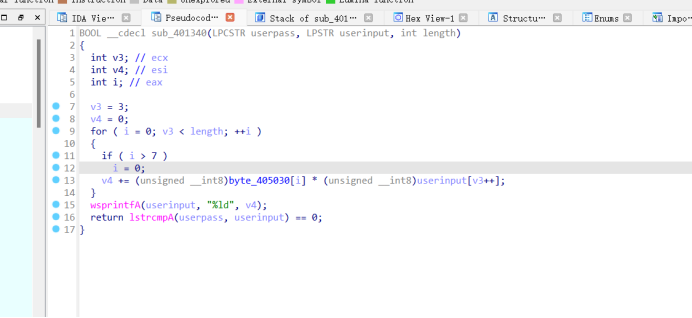 Instruction Data Unexplored External symbol Lumina function
IDA Vie··· Pseudocod··· Stack of sub_401··· Hex View-1 Structu··· Enums Impo··
1 BOOL __cdecl sub_401340(LPCSTR userpass, LPSTR userinput, int length)
2 {
3 int v3; // ecx
4 int v4; // esi
5 int i; // eax
6
7 v3 = 3;
8 v4 = 0;
9 for ( i = 0; v3 < length; ++i )
10 {
11 if ( i > 7 )
12 i = 0;
13 v4 += (unsigned __int8)byte_405030[i] * (unsigned __int8)userinput[v3++];
14 }
15 wsprintfA(userinput, "%ld", v4);
16 return lstrcmpA(userpass, userinput) == 0;
17 }